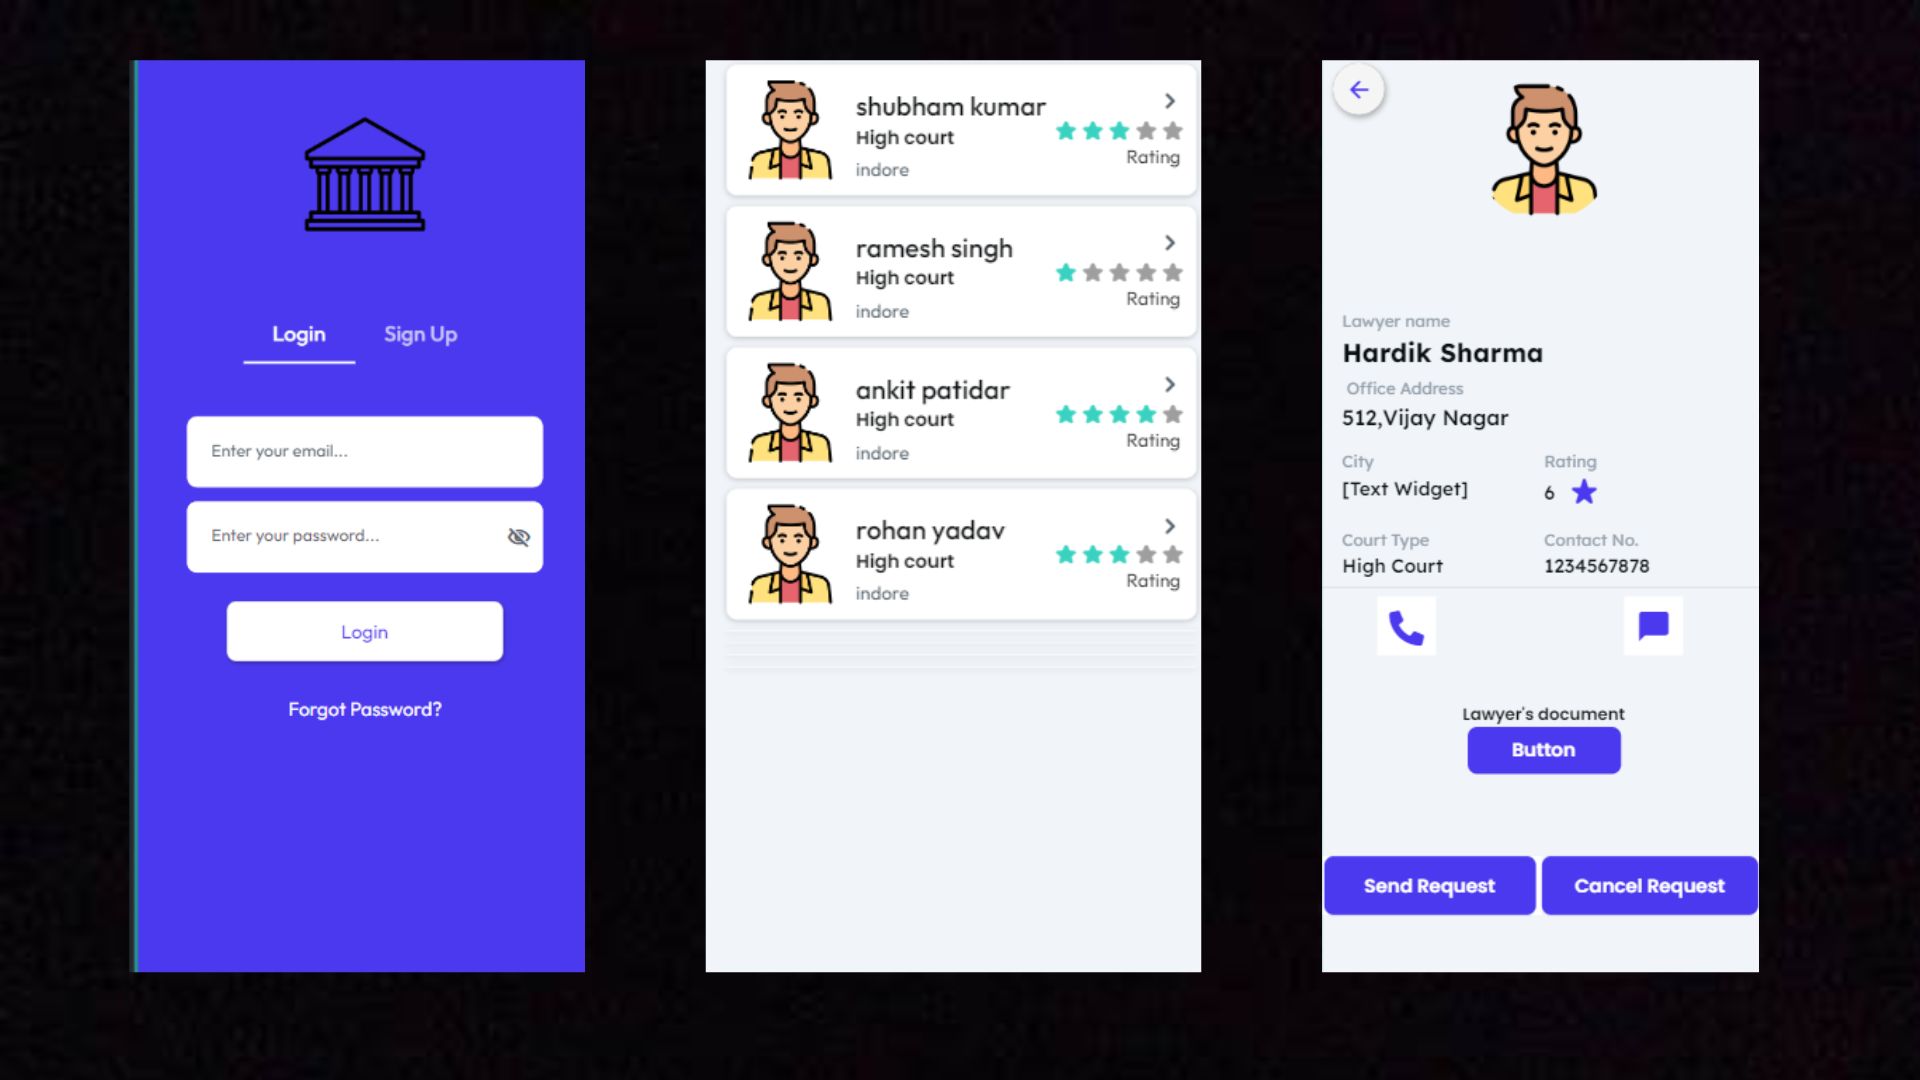 Login
Sign Up
Enter your email...
Enter your password...
Login
Forgot Password?
shubham kumar
High court
indore
Rating
ramesh singh
High court
indore
Rating
ankit patidar
High court
indore
Rating
rohan yadav
High court
indore
Rating
Lawyer name
Hardik Sharma
Office Address
512,Vijay Nagar
City
Rating
[Text Widget]
6
Court Type
Contact No.
High Court
1234567878
Lawyer's document
Button
Send Request
Cancel Request